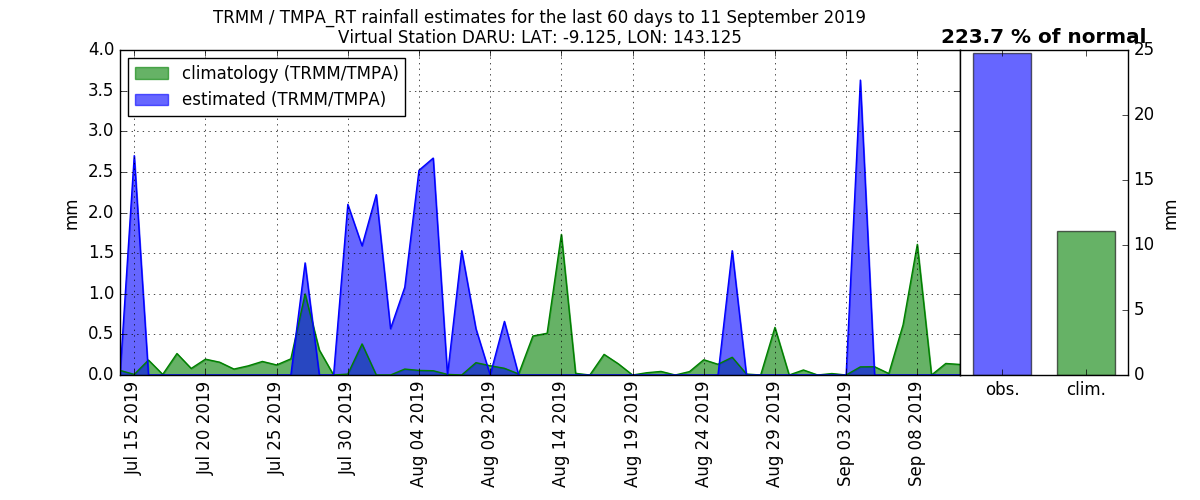 TRMM / TMPA_RT rainfall estimates for the last 60 days to 11 September 2019
Virtual Station DARU: LAT: -9.125, LON: 143.125
223.7 % of normal
climatology (TRMM/TMPA)
estimated (TRMM/TMPA)
mm
4.0
3.5
3.0
2.5
2.0
1.5
1.0
0.5
0.0
Jul 15 2019
Jul 20 2019
Jul 25 2019
Jul 30 2019
Aug 04 2019
Aug 09 2019
Aug 14 2019
Aug 19 2019
Aug 24 2019
Aug 29 2019
Sep 03 2019
Sep 08 2019
25
20
15
10
5
0
mm
obs.
clim.